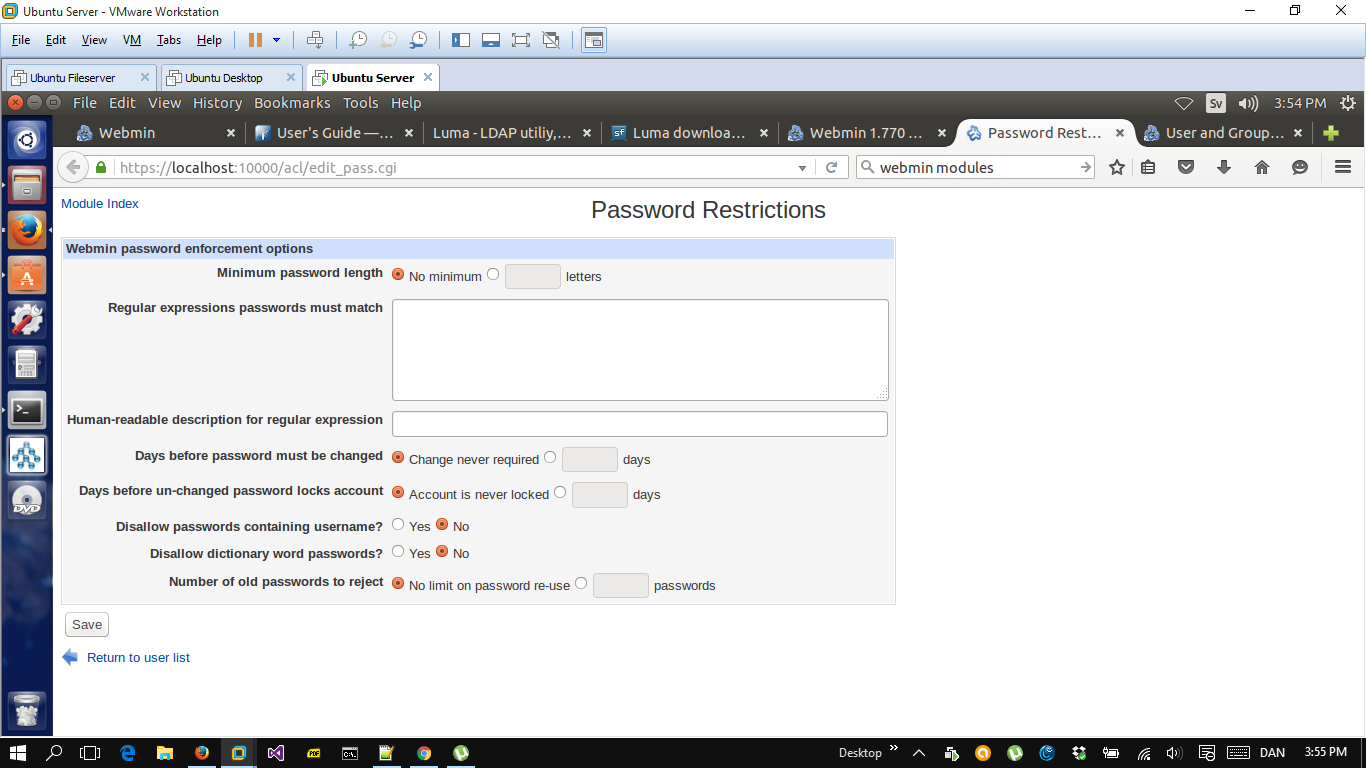 Ubuntu Server - VMware Workstation
File Edit View VM Tabs Help
Ubuntu Fileserver Ubuntu Desktop Ubuntu Server
File Edit View History Bookmarks Tools Help Sv 3:54 PM
Webmin User's Guide —... Luma - LDAP utiliy,... sf Luma downloa... Webmin 1.770 ... Password Rest... User and Group...
https://localhost:10000/acl/edit_pass.cgi webmin modules
Module Index
Password Restrictions
Webmin password enforcement options
Minimum password length No minimum letters
Regular expressions passwords must match
Human-readable description for regular expression
Days before password must be changed Change never required days
Days before un-changed password locks account Account is never locked days
Disallow passwords containing username? Yes No
Disallow dictionary word passwords? Yes No
Number of old passwords to reject No limit on password re-use passwords
Save
Return to user list
Desktop » DAN 3:55 PM